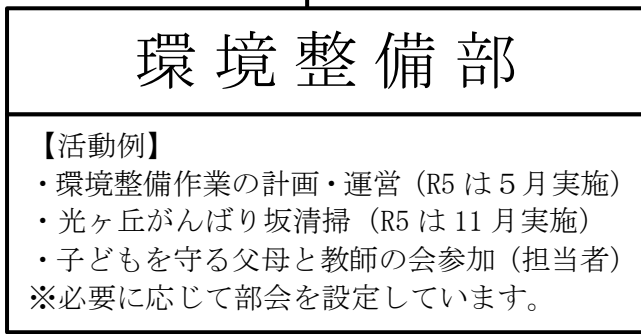 環境整備部
【活動例】
・環境整備作業の計画・運営（R5は５月実施）
・光ヶ丘がんばり坂清掃（R5は11月実施）
・子どもを守る父母と教師の会参加（担当者）
※必要に応じて部会を設定しています。